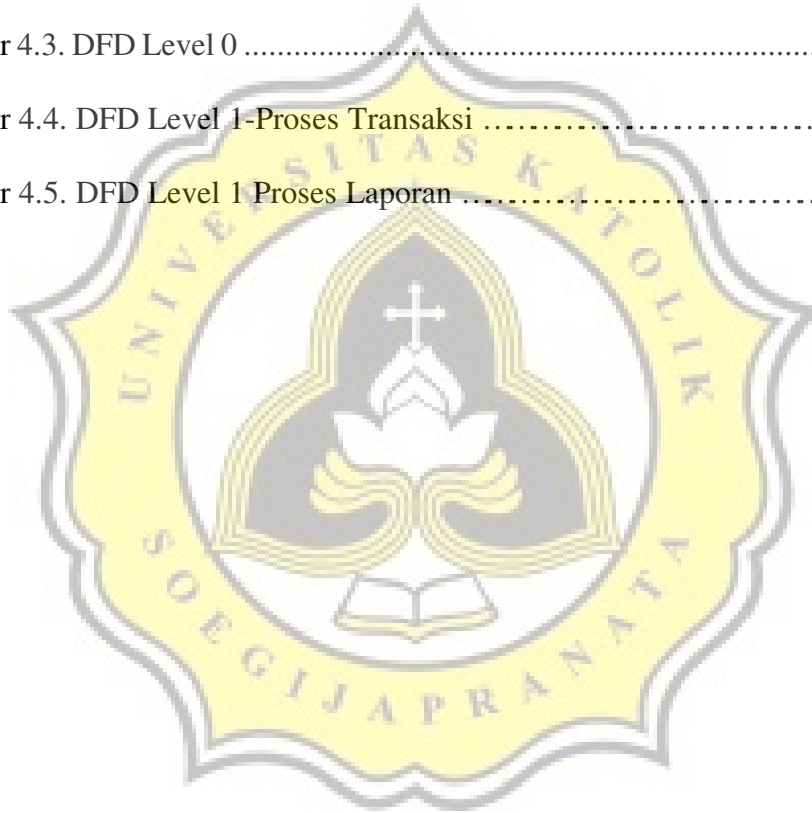 r 4.3. DFD Level 0 ........................................................................
r 4.4. DFD Level 1-Proses Transaksi ……………………………
r 4.5. DFD Level 1 Proses Laporan ………………………………
UNIVERSITAS KATOLIK
SOEGIJAPRANATA